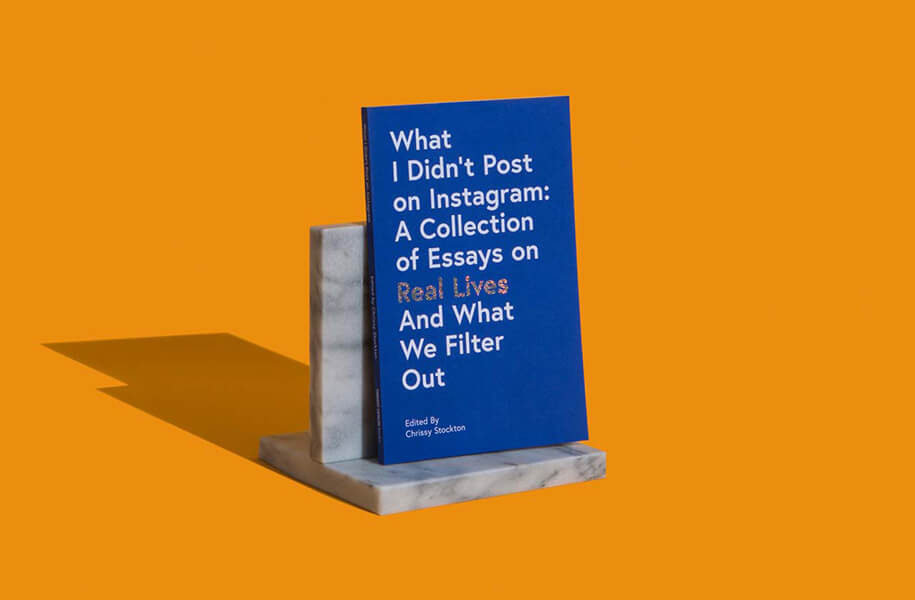 What
I Didn't Post
on Instagram:
A Collection
of Essays on
Real Lives
And What
We Filter
Out
Edited By
Chrissy Stockton